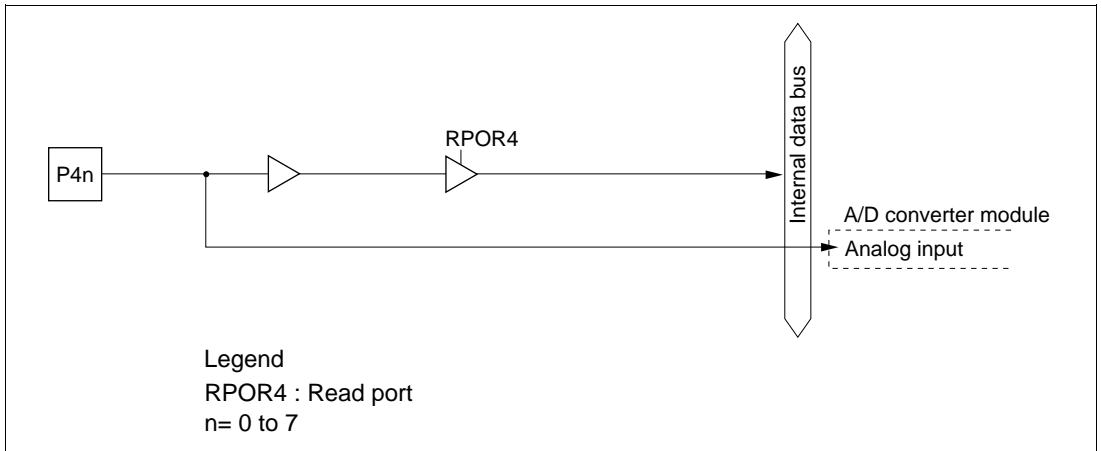 RPOR4
P4n
Internal data bus
A/D converter module
Analog input
Legend
RPOR4 : Read port
n= 0 to 7